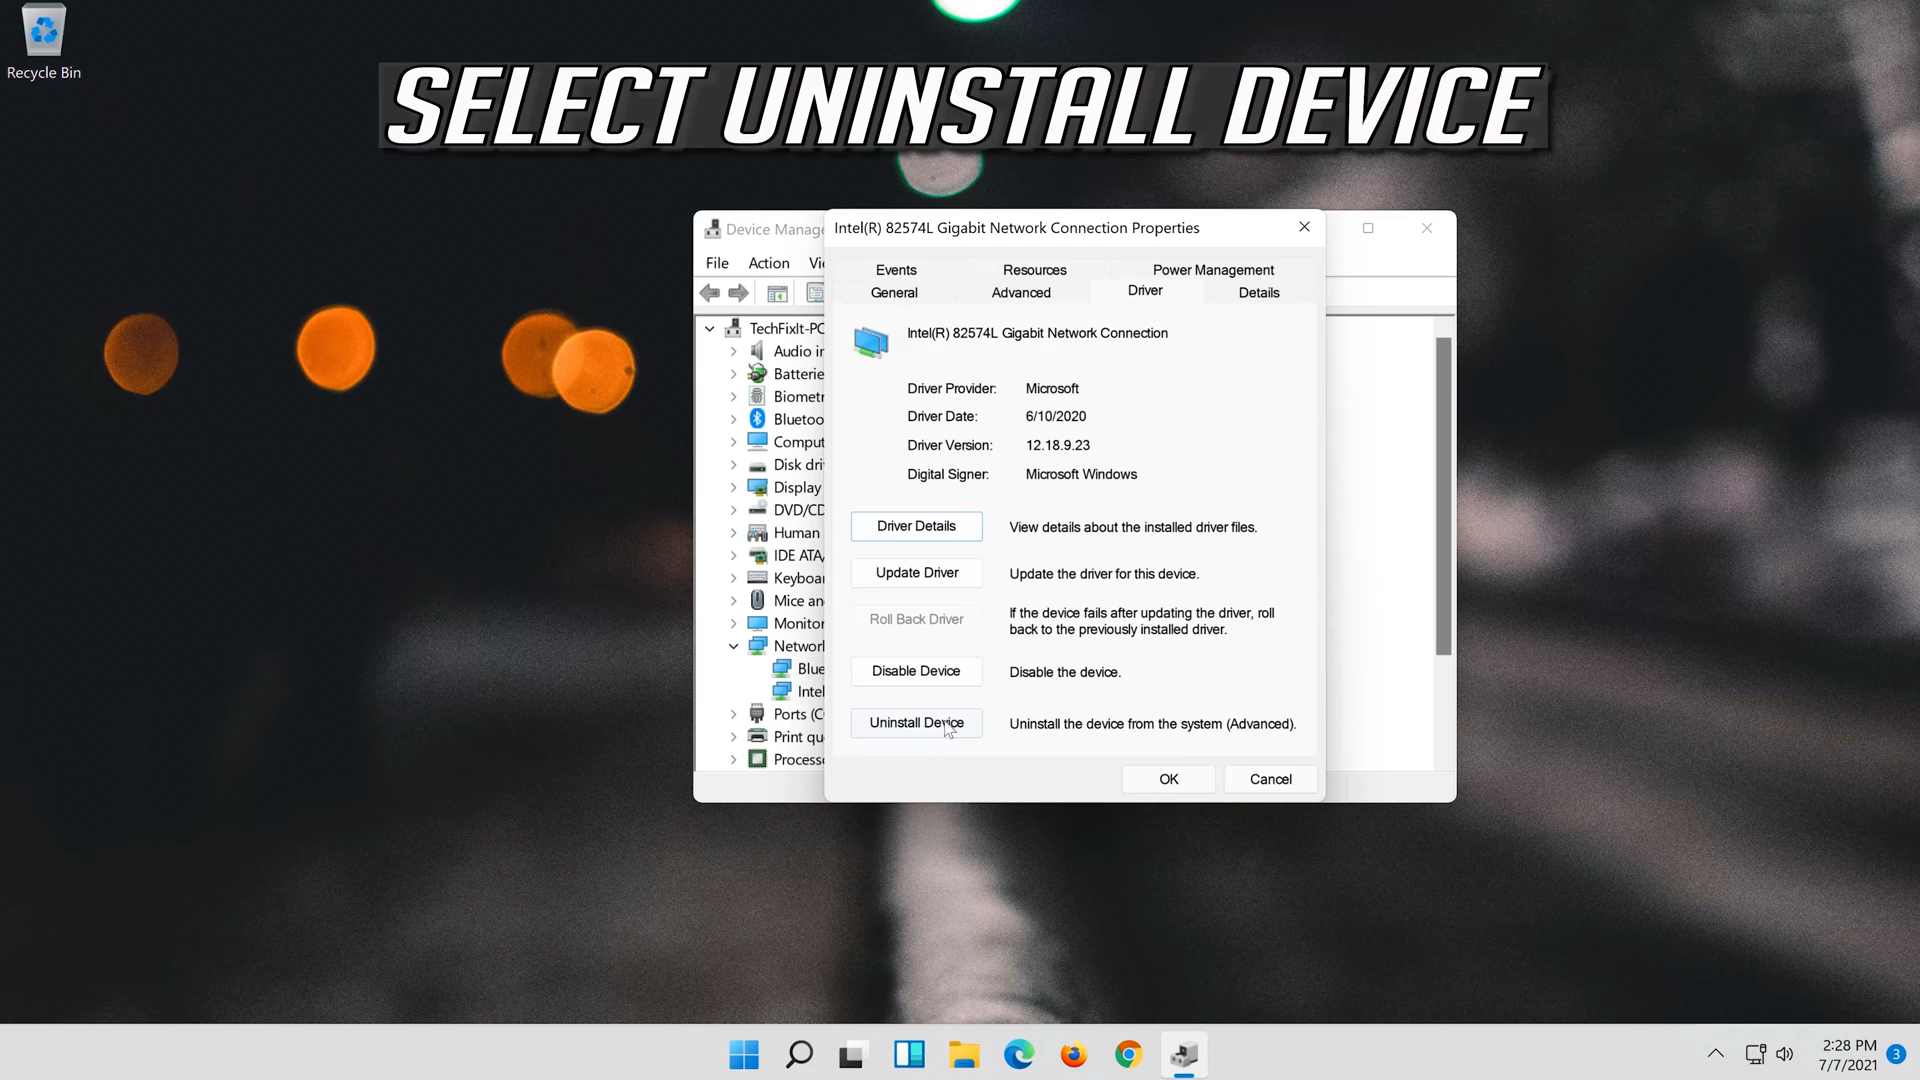 Recycle Bin
SELECT UNINSTALL DEVICE
Device Manage
File Action
TechFixIt-PC
Audio in
Batterie
Biometr
Bluetoo
Comput
Disk dri
Display
DVD/CD
Human
IDE ATA/
Keyboar
Mice an
Monitor
Network
Blue
Intel
Ports (C
Print qu
Processo
Intel(R) 82574L Gigabit Network Connection Properties
Events Resources Power Management
General Advanced Driver Details
Intel(R) 82574L Gigabit Network Connection
Driver Provider: Microsoft
Driver Date: 6/10/2020
Driver Version: 12.18.9.23
Digital Signer: Microsoft Windows
Driver Details View details about the installed driver files.
Update Driver Update the driver for this device.
Roll Back Driver If the device fails after updating the driver, roll
back to the previously installed driver.
Disable Device Disable the device.
Uninstall Device Uninstall the device from the system (Advanced).
OK Cancel
2:28 PM
7/7/2021
3